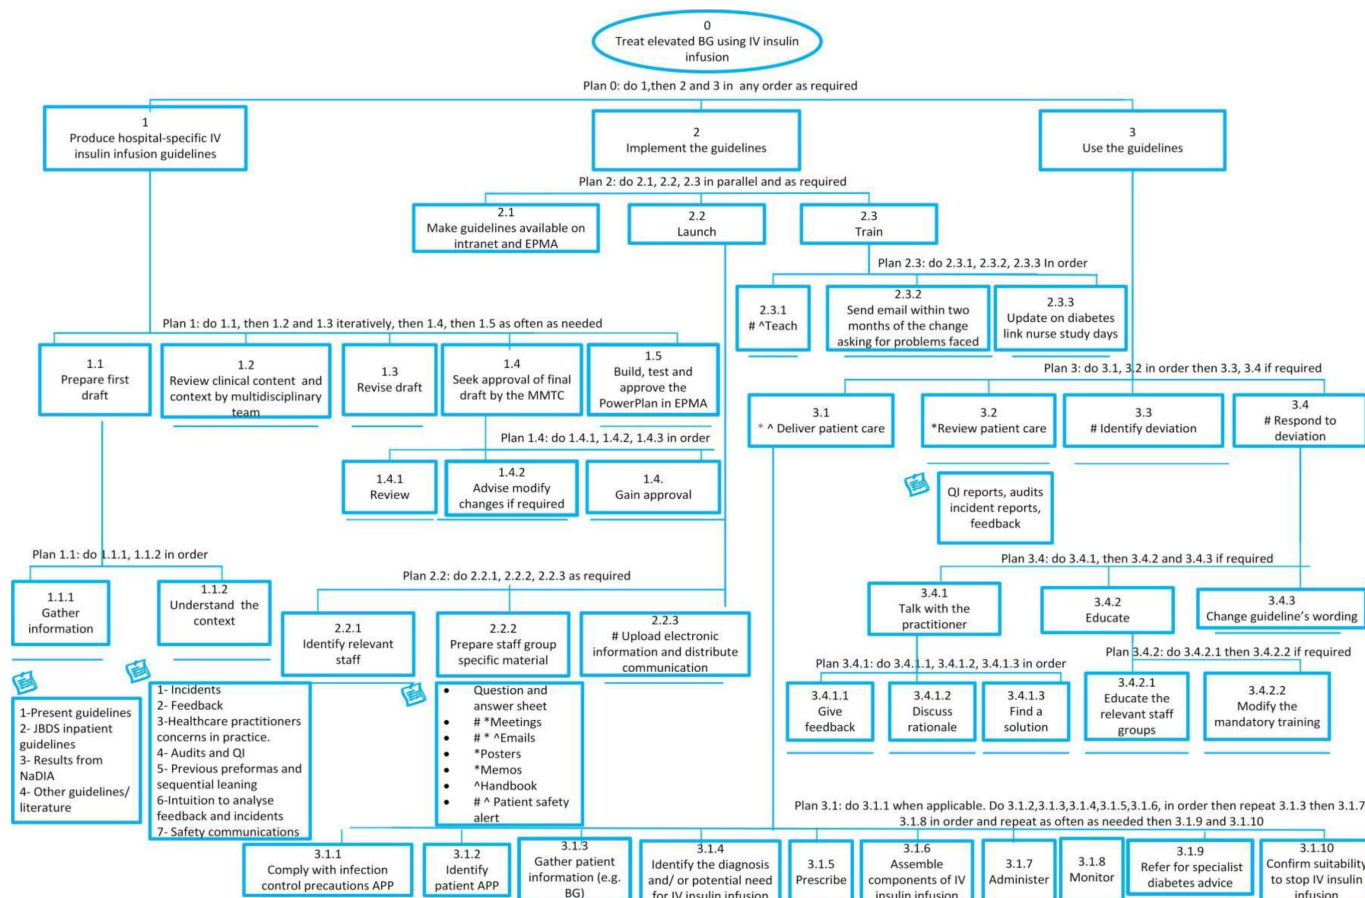 0
Treat elevated BG using IV insulin
infusion
Plan 0: do 1,then 2 and 3 in any order as required
1
Produce hospital-specific IV
insulin infusion guidelines
2
Implement the guidelines
3
Use the guidelines
Plan 2: do 2.1, 2.2, 2.3 in parallel and as required
2.1
Make guidelines available on
intranet and EPMA
2.2
Launch
2.3
Train
Plan 2.3: do 2.3.1, 2.3.2, 2.3.3 In order
2.3.1
# ^Teach
2.3.2
Send email within two
months of the change
asking for problems faced
2.3.3
Update on diabetes
link nurse study days
Plan 1: do 1.1, then 1.2 and 1.3 iteratively, then 1.4, then 1.5 as often as needed
1.1
Prepare first
draft
1.2
Review clinical content and
context by multidisciplinary
team
1.3
Revise draft
1.4
Seek approval of final
draft by the MMTC
1.5
Build, test and
approve the
PowerPlan in EPMA
Plan 3: do 3.1, 3.2 in order then 3.3, 3.4 if required
3.1
* ^ Deliver patient care
3.2
*Review patient care
3.3
# Identify deviation
3.4
# Respond to
deviation
Plan 1.4: do 1.4.1, 1.4.2, 1.4.3 in order
1.4.1
Review
1.4.2
Advise modify
changes if required
1.4.
Gain approval
QI reports, audits
incident reports,
feedback
Plan 1.1: do 1.1.1, 1.1.2 in order
1.1.1
Gather
information
1.1.2
Understand the
context
Plan 2.2: do 2.2.1, 2.2.2, 2.2.3 as required
2.2.1
Identify relevant
staff
2.2.2
Prepare staff group
specific material
2.2.3
# Upload electronic
information and distribute
communication
Plan 3.4: do 3.4.1, then 3.4.2 and 3.4.3 if required
3.4.1
Talk with the
practitioner
3.4.2
Educate
3.4.3
Change guideline's wording
Plan 3.4.1: do 3.4.1.1, 3.4.1.2, 3.4.1.3 in order
Plan 3.4.2: do 3.4.2.1 then 3.4.2.2 if required
3.4.1.1
Give
feedback
3.4.1.2
Discuss
rationale
3.4.1.3
Find a
solution
3.4.2.1
Educate the
relevant staff
groups
3.4.2.2
Modify the
mandatory training
1-Present guidelines
2- JBDS inpatient
guidelines
3- Results from
NaDIA
4- Other guidelines/
literature
1- Incidents
2- Feedback
3-Healthcare practitioners
concerns in practice.
4- Audits and QI
5- Previous preformas and
sequential leaning
6-Intuition to analyse
feedback and incidents
7- Safety communications
• Question and
answer sheet
• # *Meetings
• # * ^Emails
• *Posters
• *Memos
• ^Handbook
• # ^ Patient safety
alert
Plan 3.1: do 3.1.1 when applicable. Do 3.1.2,3.1.3,3.1.4,3.1.5,3.1.6, in order then repeat 3.1.3 then 3.1.7
3.1.8 in order and repeat as often as needed then 3.1.9 and 3.1.10
3.1.1
Comply with infection
control precautions APP
3.1.2
Identify
patient APP
3.1.3
Gather patient
information (e.g.
BG)
3.1.4
Identify the diagnosis
and/ or potential need
for IV insulin infusion
3.1.5
Prescribe
3.1.6
Assemble
components of IV
insulin infusion
3.1.7
Administer
3.1.8
Monitor
3.1.9
Refer for specialist
diabetes advice
3.1.10
Confirm suitability
to stop IV insulin
infusion